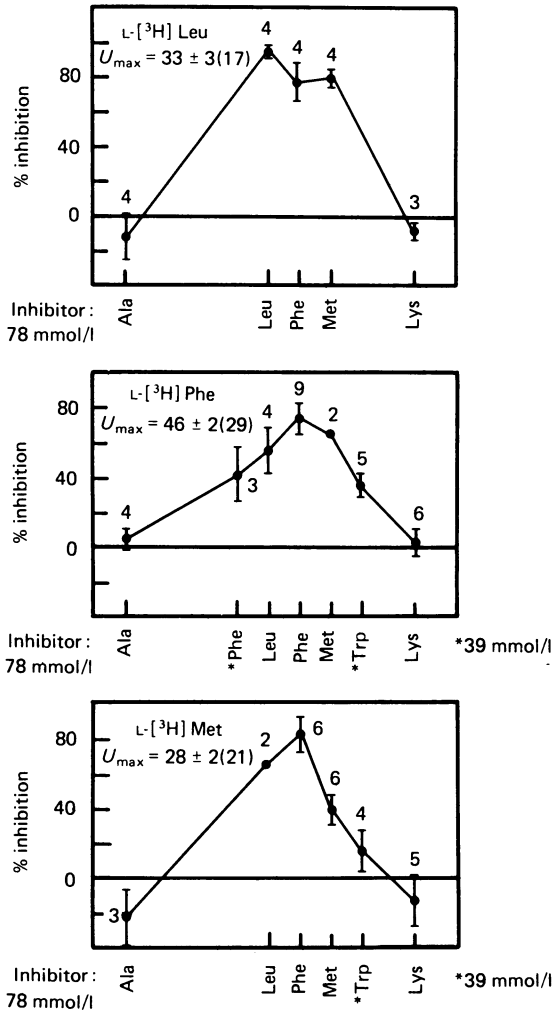 L-[³H] Leu
Umax = 33 ± 3(17)
4
4
4
4
3
80
40
0
% inhibition
Inhibitor :
78 mmol/l
Ala
Leu
Phe
Met
Lys
L-[³H] Phe
Umax = 46 ± 2(29)
4
3
4
9
2
5
6
80
40
0
% inhibition
Inhibitor :
78 mmol/l
Ala
*Phe
Leu
Phe
Met
*Trp
Lys
*39 mmol/l
L-[³H] Met
Umax = 28 ± 2(21)
3
2
6
6
4
5
80
40
0
% inhibition
Inhibitor :
78 mmol/l
Ala
Leu
Phe
Met
*Trp
Lys
*39 mmol/l